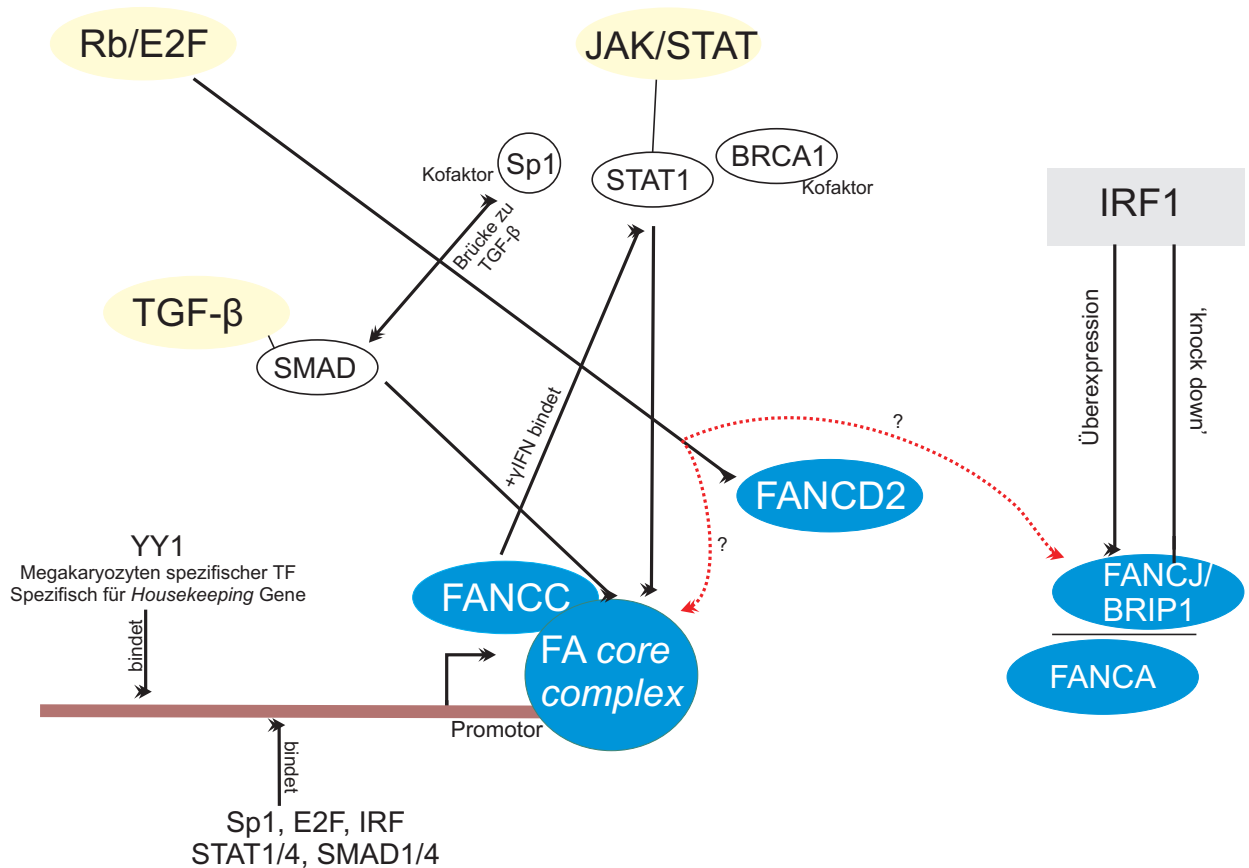 Rb/E2F
JAK/STAT
Kofaktor
Sp1
STAT1
BRCA1
Kofaktor
IRF1
Brücke zu
TGF-β
TGF-β
SMAD
Überexpression
‘knock down’
+γIFN bindet
?
?
FANCD2
YY1
Megakaryozyten spezifischer TF
Spezifisch für Housekeeping Gene
bindet
FANCC
FA core
complex
FANCJ/
BRIP1
FANCA
Promotor
bindet
Sp1, E2F, IRF
STAT1/4, SMAD1/4